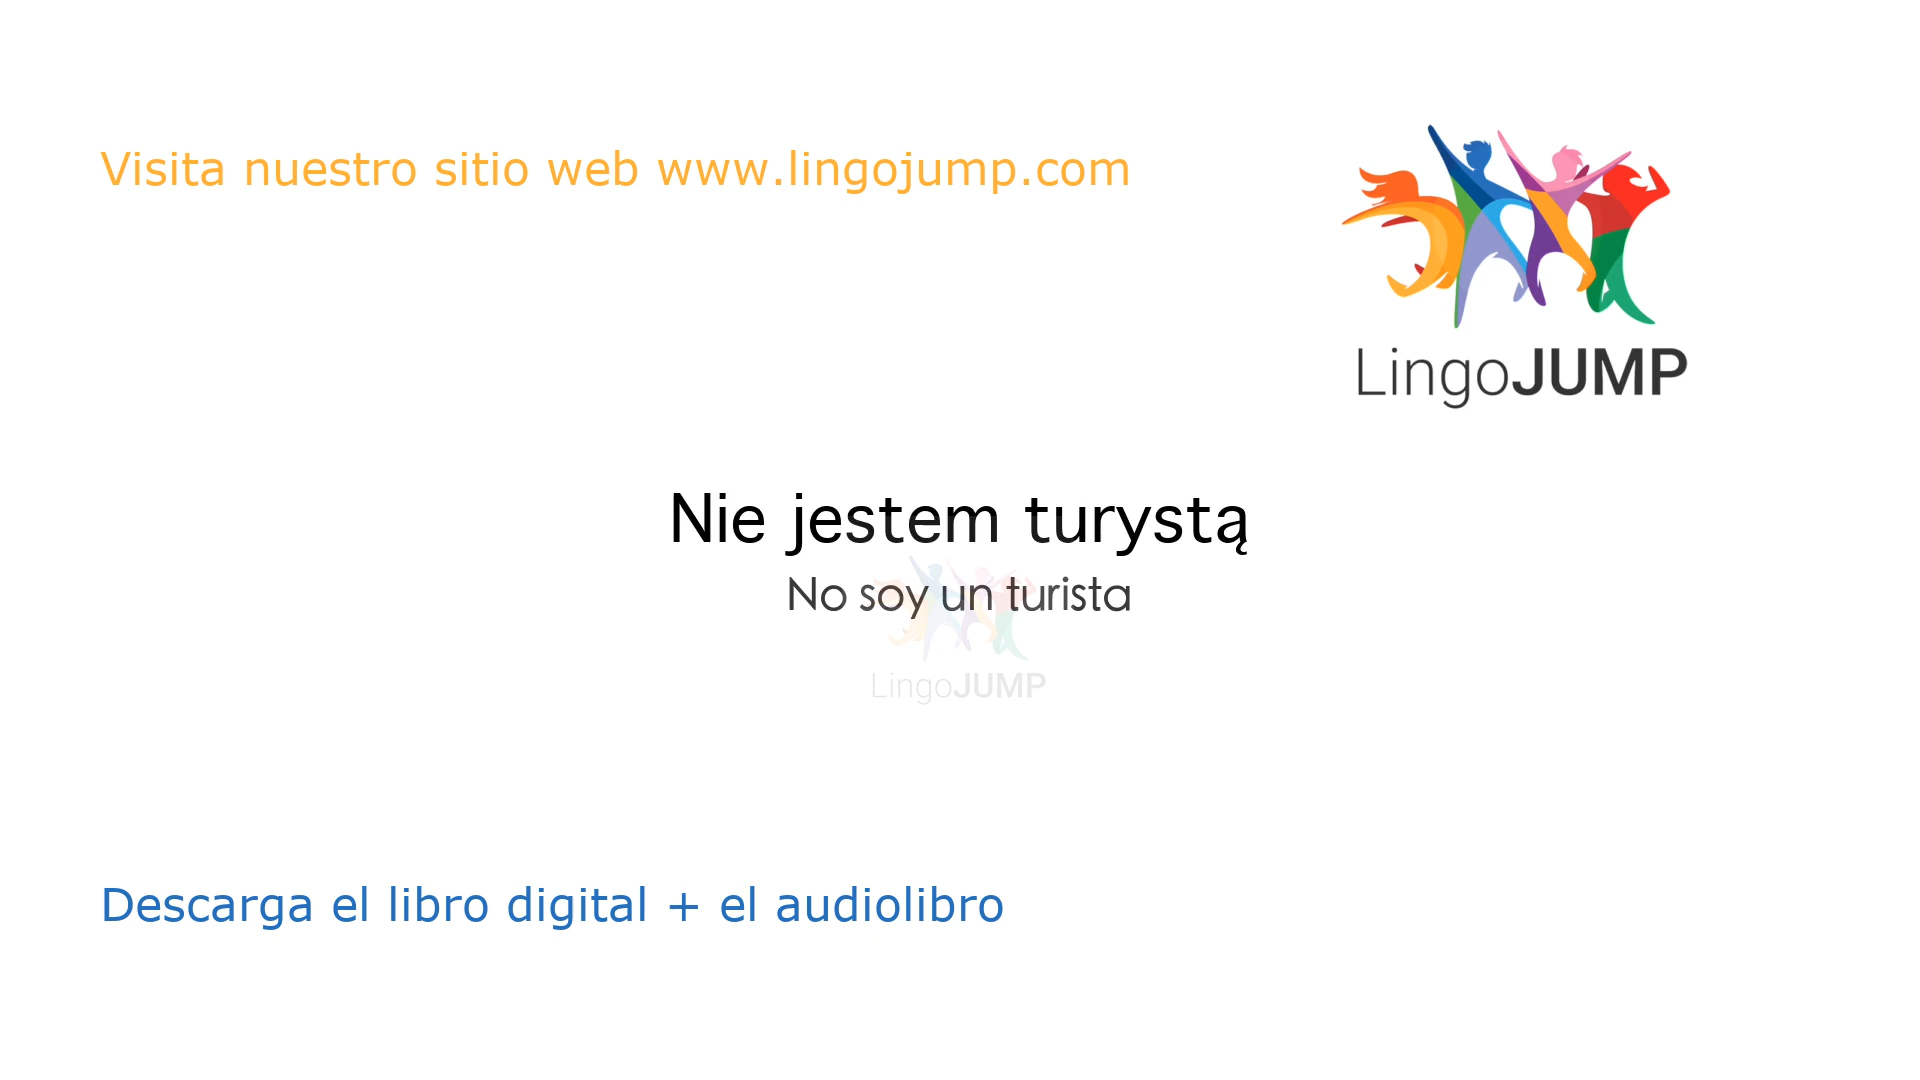 Visita nuestro sitio web www.lingojump.com
LingoJUMP
Nie jestem turystą
No soy un turista
LingoJUMP
Descarga el libro digital + el audiolibro